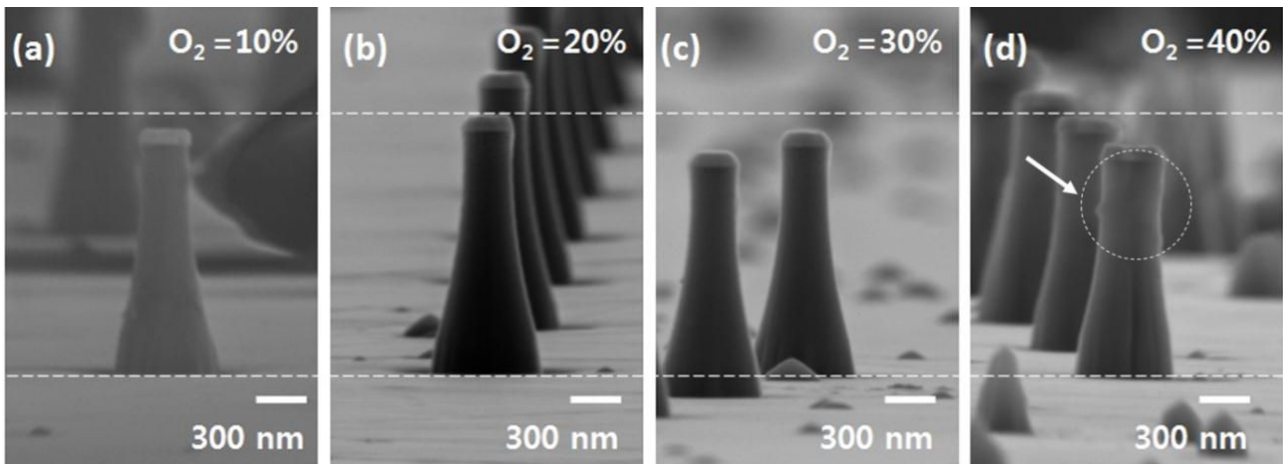 (a) O₂ = 10%
300 nm
(b) O₂ = 20%
300 nm
(c) O₂ = 30%
300 nm
(d) O₂ = 40%
300 nm